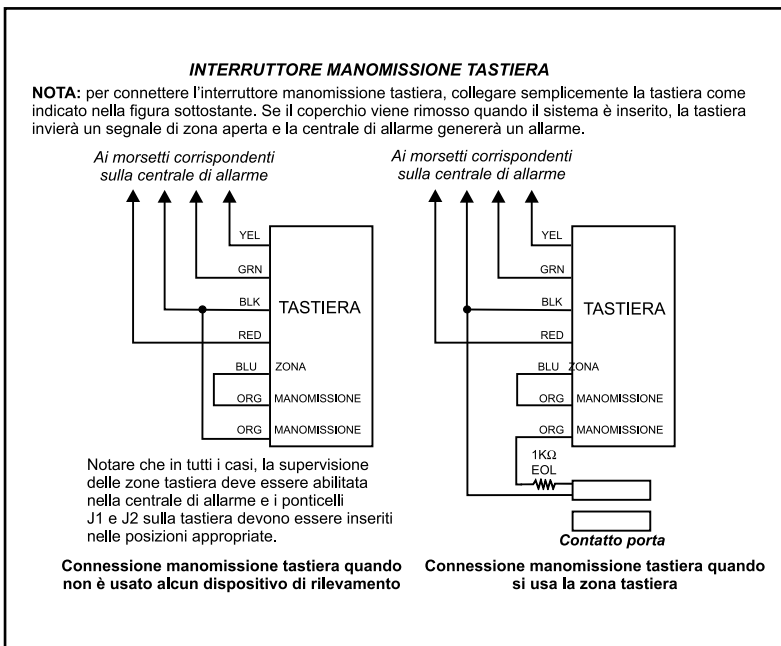 INTERRUTTORE MANOMISSIONE TASTIERA
NOTA: per connettere l'interruttore manomissione tastiera, collegare semplicemente la tastiera come
indicato nella figura sottostante. Se il coperchio viene rimosso quando il sistema è inserito, la tastiera
invierà un segnale di zona aperta e la centrale di allarme genererà un allarme.
Ai morsetti corrispondenti
sulla centrale di allarme
YEL
GRN
BLK
TASTIERA
RED
BLU ZONA
ORG MANOMISSIONE
ORG MANOMISSIONE
Notare che in tutti i casi, la supervisione
delle zone tastiera deve essere abilitata
nella centrale di allarme e i ponticelli
J1 e J2 sulla tastiera devono essere inseriti
nelle posizioni appropriate.
Connessione manomissione tastiera quando
non è usato alcun dispositivo di rilevamento
Ai morsetti corrispondenti
sulla centrale di allarme
YEL
GRN
BLK
TASTIERA
RED
BLU ZONA
ORG MANOMISSIONE
ORG MANOMISSIONE
1KΩ
EOL
Contatto porta
Connessione manomissione tastiera quando
si usa la zona tastiera